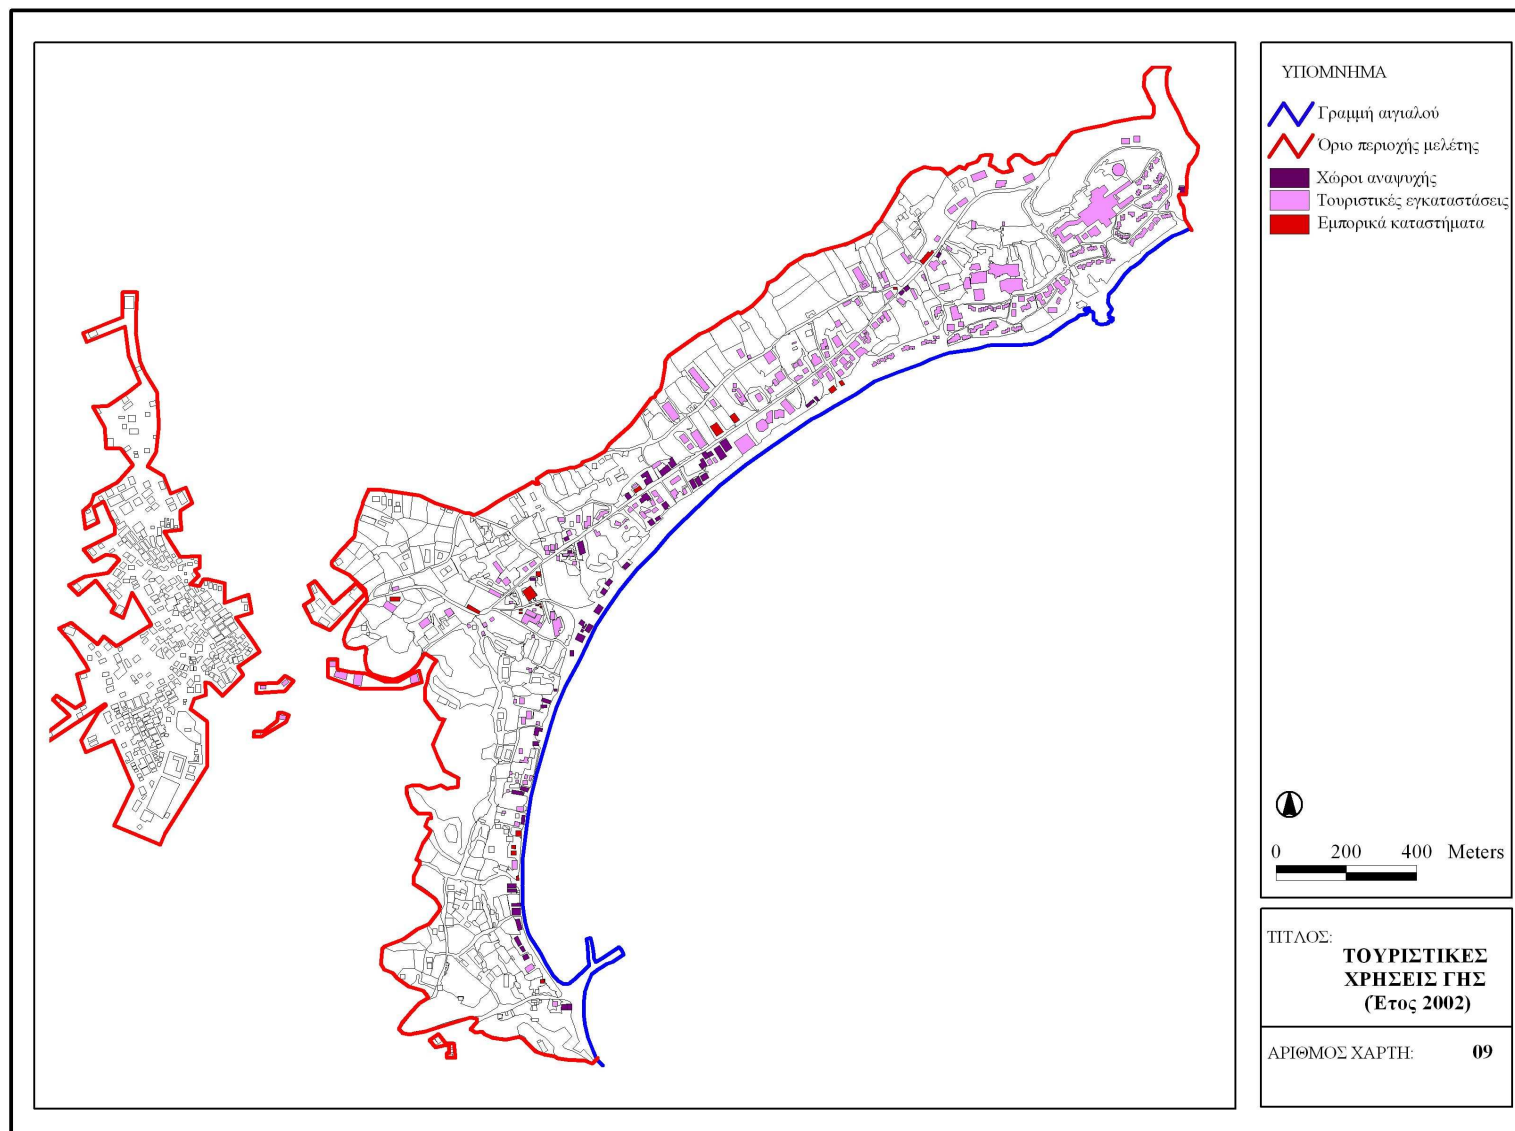 ΥΠΟΜΝΗΜΑ
Γραμμή αιγιαλού
Όριο περιοχής μελέτης
Χώροι αναψυχής
Τουριστικές εγκαταστάσεις
Εμπορικά καταστήματα
0 200 400 Meters
ΤΙΤΛΟΣ:
ΤΟΥΡΙΣΤΙΚΕΣ
ΧΡΗΣΕΙΣ ΓΗΣ
(Έτος 2002)
ΑΡΙΘΜΟΣ ΧΑΡΤΗ: 09